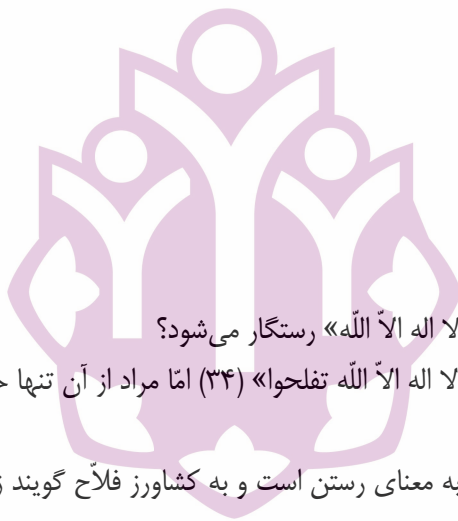 لا اله الاّ اللّه» رستگار می‌شود؟
لا اله الاّ اللّه تفلحوا» (۳۴) امّا مراد از آن تنها
به معنای رستن است و به کشاورز فلاّح گویند